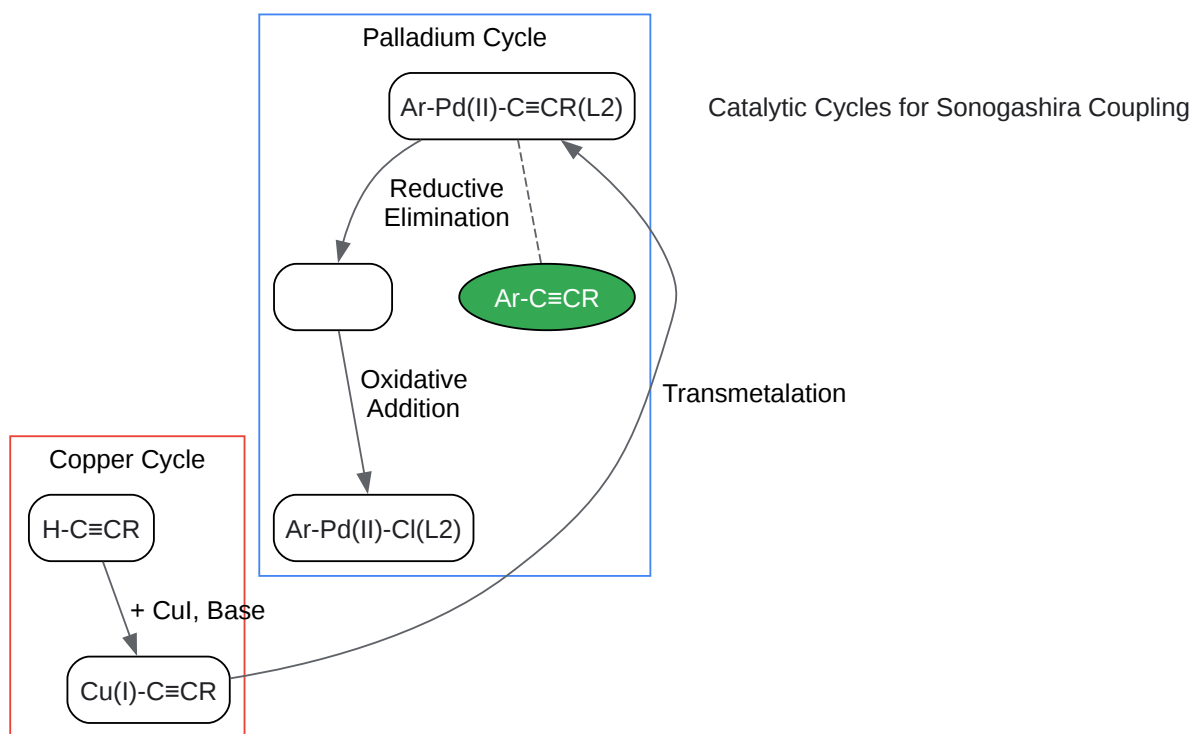 Palladium Cycle
Ar-Pd(II)-C≡CR(L2)
Catalytic Cycles for Sonogashira Coupling
Reductive
Elimination
Ar-C≡CR
Oxidative
Addition
Transmetalation
Copper Cycle
H-C≡CR
Ar-Pd(II)-Cl(L2)
+ CuI, Base
Cu(I)-C≡CR